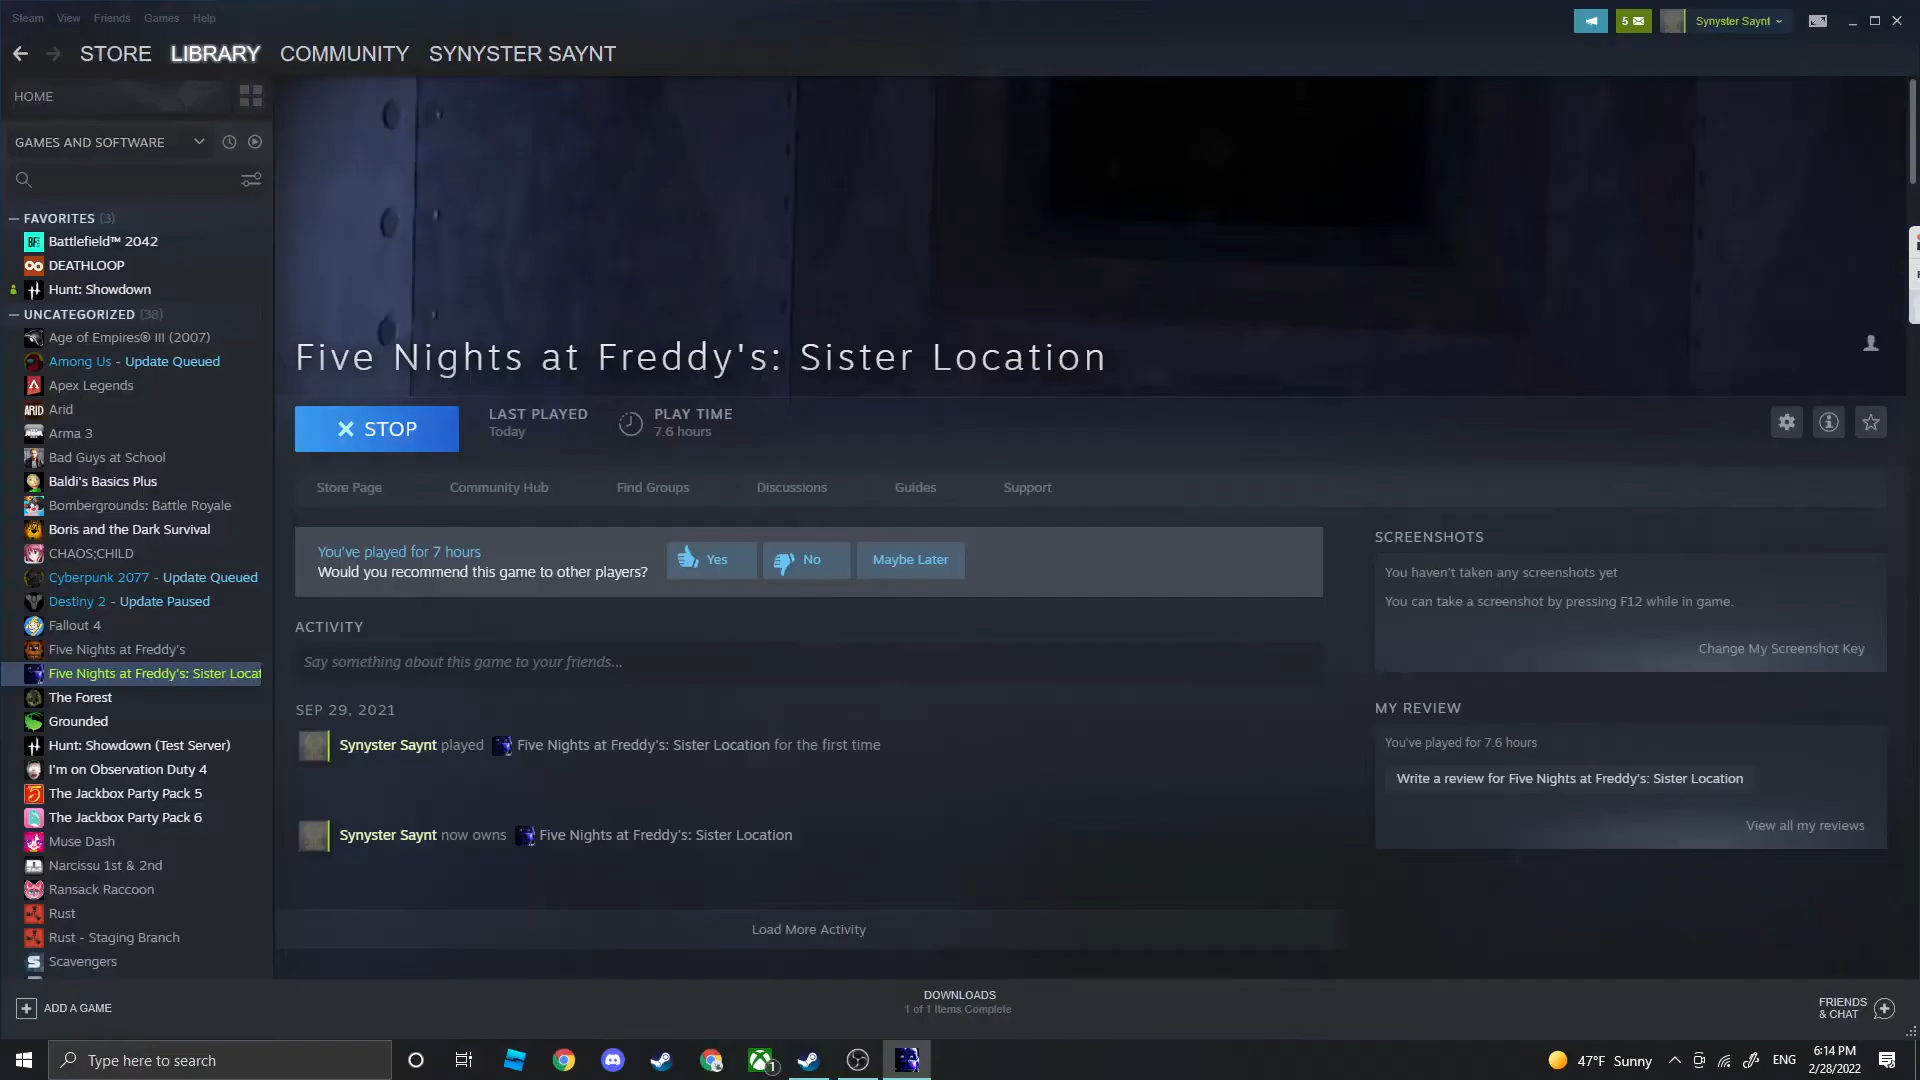 Steam View Friends Games Help
5 Synyster Saynt
STORE LIBRARY COMMUNITY SYNYSTER SAYNT
HOME
GAMES AND SOFTWARE
FAVORITES (3)
Battlefield™ 2042
DEATHLOOP
Hunt: Showdown
UNCATEGORIZED (38)
Age of Empires® III (2007)
Among Us - Update Queued
Apex Legends
Arid
Arma 3
Bad Guys at School
Baldi's Basics Plus
Bombergrounds: Battle Royale
Boris and the Dark Survival
CHAOS;CHILD
Cyberpunk 2077 - Update Queued
Destiny 2 - Update Paused
Fallout 4
Five Nights at Freddy's
Five Nights at Freddy's: Sister Locat
The Forest
Grounded
Hunt: Showdown (Test Server)
I'm on Observation Duty 4
The Jackbox Party Pack 5
The Jackbox Party Pack 6
Muse Dash
Narcissu 1st & 2nd
Ransack Raccoon
Rust
Rust - Staging Branch
Scavengers
ADD A GAME
Five Nights at Freddy's: Sister Location
STOP
LAST PLAYED
Today
PLAY TIME
7.6 hours
Store Page Community Hub Find Groups Discussions Guides Support
You've played for 7 hours
Would you recommend this game to other players?
Yes No Maybe Later
ACTIVITY
Say something about this game to your friends...
SEP 29, 2021
Synyster Saynt played Five Nights at Freddy's: Sister Location for the first time
Synyster Saynt now owns Five Nights at Freddy's: Sister Location
Load More Activity
SCREENSHOTS
You haven't taken any screenshots yet
You can take a screenshot by pressing F12 while in game.
Change My Screenshot Key
MY REVIEW
You've played for 7.6 hours
Write a review for Five Nights at Freddy's: Sister Location
View all my reviews
DOWNLOADS
1 of 1 Items Complete
FRIENDS
& CHAT
Type here to search
1
47°F Sunny
ENG
6:14 PM
2/28/2022